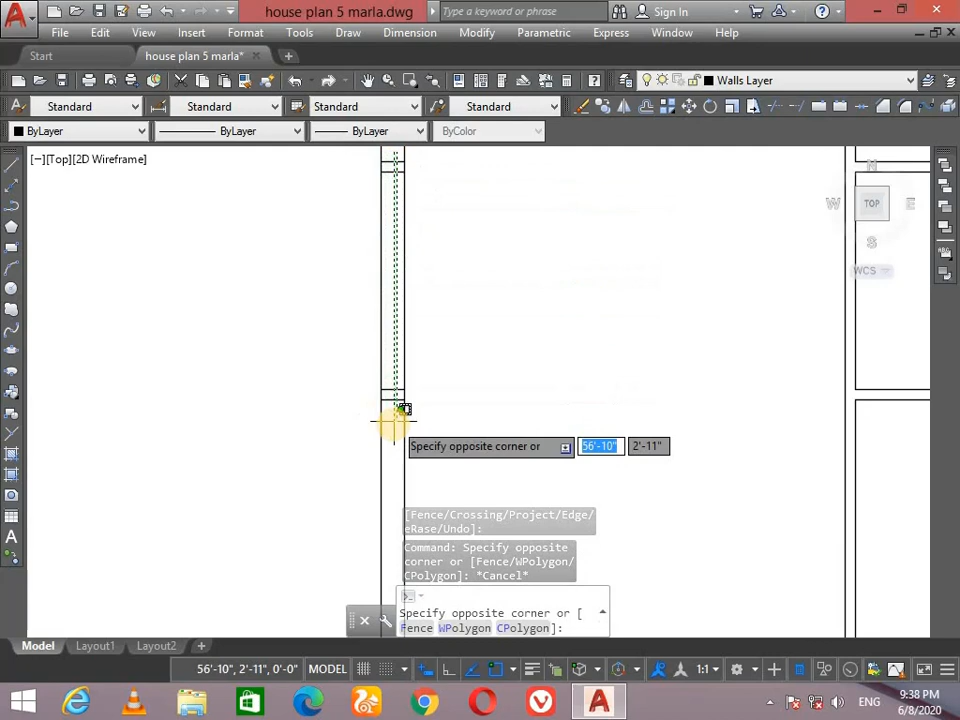 house plan 5 marla.dwg
Type a keyword or phrase
Sign In
File Edit View Insert Format Tools Draw Dimension Modify Parametric Express Window Help
Start
house plan 5 marla*
Walls Layer
Standard
Standard
Standard
Standard
ByLayer
ByLayer
ByLayer
ByColor
[−][Top][2D Wireframe]
N
W
TOP
E
S
WCS
Specify opposite corner or
56'-10"
2'-11"
[Fence/Crossing/Project/Edge/
eRase/Undo]:
Command: Specify opposite
corner or [Fence/WPolygon/
CPolygon]: *Cancel*
Specify opposite corner or [
Fence WPolygon CPolygon]:
Model
Layout1
Layout2
56'-10", 2'-11", 0'-0"
MODEL
1:1
ENG
9:38 PM
6/8/2020